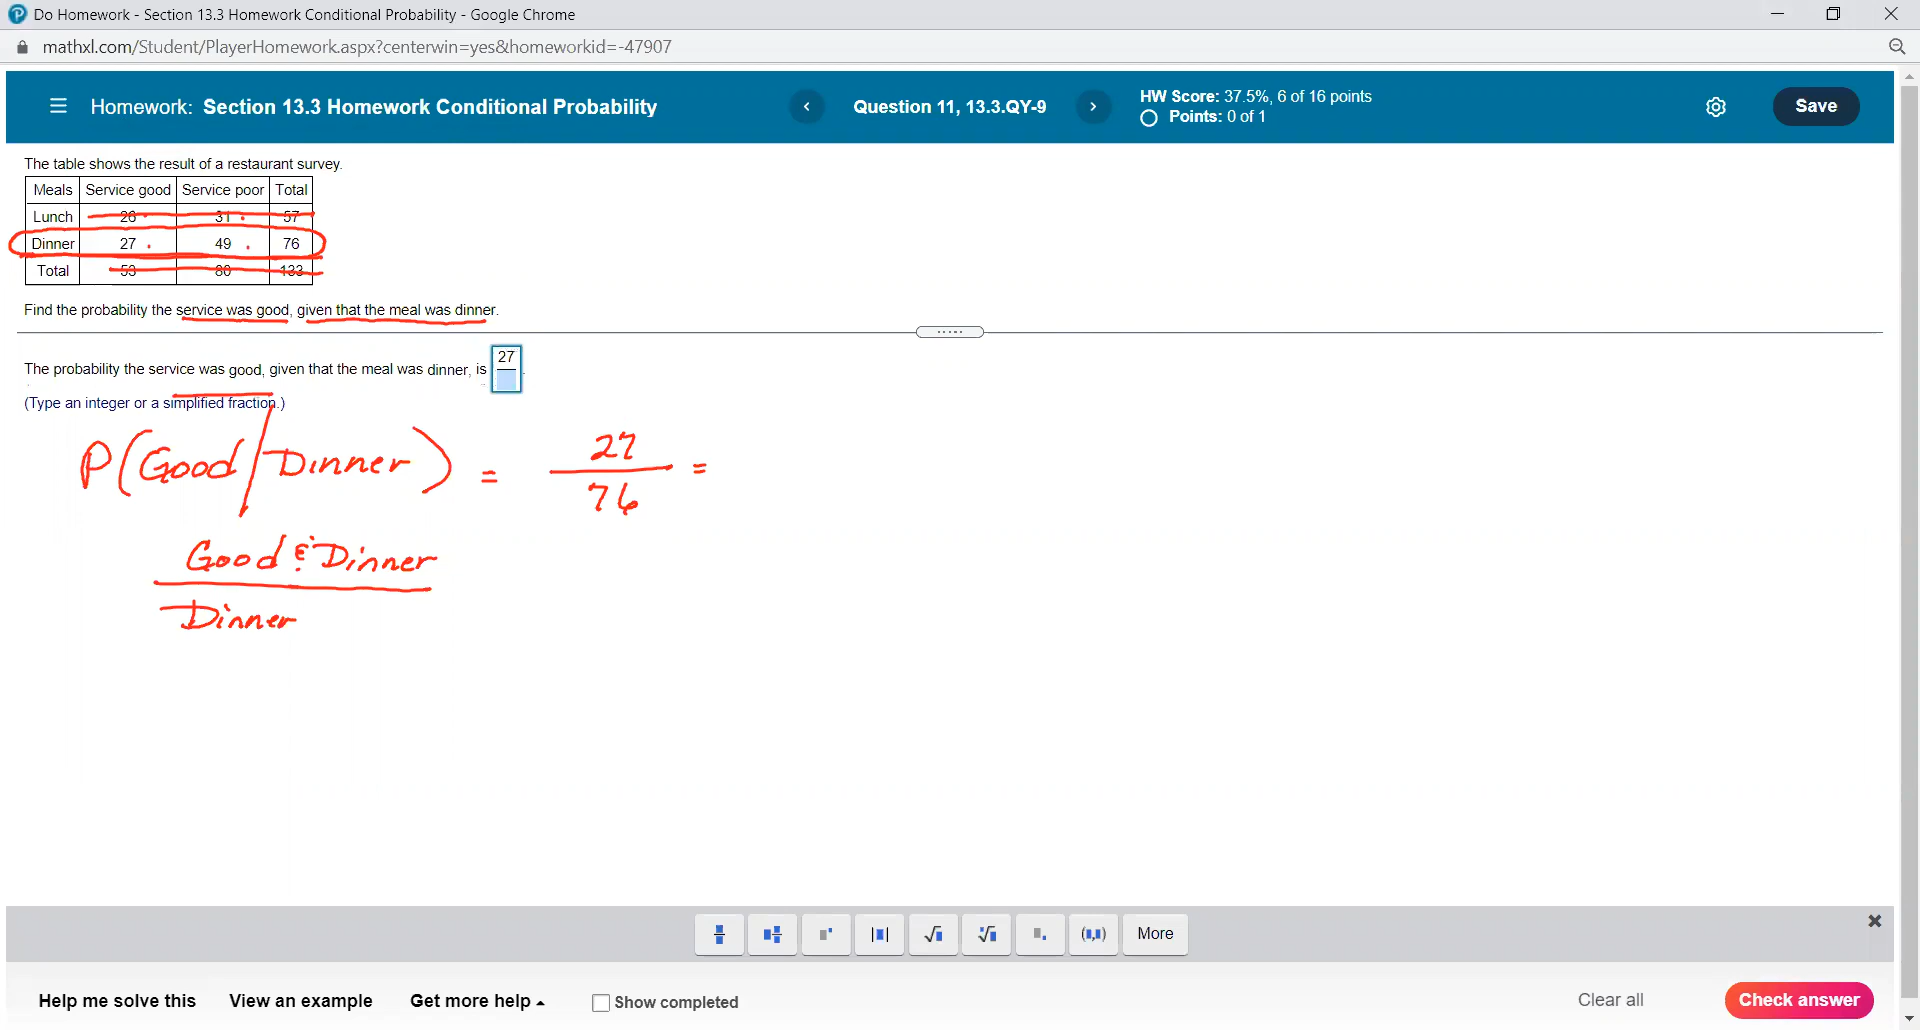 Do Homework - Section 13.3 Homework Conditional Probability - Google Chrome
mathxl.com/Student/PlayerHomework.aspx?centerwin=yes&homeworkid=-47907
Homework: Section 13.3 Homework Conditional Probability
Question 11, 13.3.QY-9
HW Score: 37.5%, 6 of 16 points
Points: 0 of 1
Save
The table shows the result of a restaurant survey.
Meals Service good Service poor Total
Lunch 26 31 57
Dinner 27 49 76
Total 53 80 133
Find the probability the service was good, given that the meal was dinner.
The probability the service was good, given that the meal was dinner, is 27
(Type an integer or a simplified fraction.)
P(Good/Dinner) = 27/76 =
Good & Dinner
Dinner
More
Help me solve this
View an example
Get more help
Show completed
Clear all
Check answer